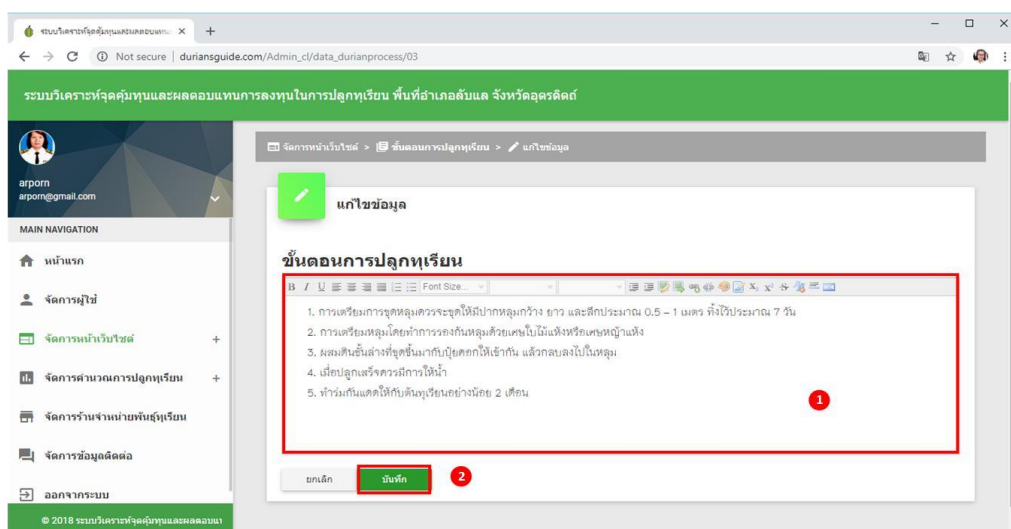 ระบบวิเคราะห์จุดคุ้มทุนและผลตอบแทน
Not secure | duriansguide.com/Admin_cl/data_durianprocess/03
ระบบวิเคราะห์จุดคุ้มทุนและผลตอบแทนการลงทุนในการปลูกทุเรียน พื้นที่อำเภอลับแล จังหวัดอุตรดิตถ์
จัดการหน้าเว็บไซต์ > ขั้นตอนการปลูกทุเรียน > แก้ไขข้อมูล
arporn
arporn@gmail.com
MAIN NAVIGATION
หน้าแรก
จัดการผู้ใช้
จัดการหน้าเว็บไซต์ +
จัดการคำนวณการปลูกทุเรียน +
จัดการร้านจำหน่ายพันธุ์ทุเรียน
จัดการข้อมูลติดต่อ
ออกจากระบบ
© 2018 ระบบวิเคราะห์จุดคุ้มทุนและผลตอบแท
แก้ไขข้อมูล
ขั้นตอนการปลูกทุเรียน
B I U Font Size...
1. การเตรียมการขุดหลุมควรจะขุดให้มีปากหลุมกว้าง ยาว และลึกประมาณ 0.5 – 1 เมตร ทิ้งไว้ประมาณ 7 วัน
2. การเตรียมหลุมโดยทำการรองก้นหลุมด้วยเศษใบไม้แห้งหรือเศษหญ้าแห้ง
3. ผสมดินชั้นล่างที่ขุดขึ้นมากับปุ๋ยคอกให้เข้ากัน แล้วกลบลงไปในหลุม
4. เมื่อปลูกเสร็จควรมีการให้น้ำ
5. ทำร่มกันแดดให้กับต้นทุเรียนอย่างน้อย 2 เดือน
1
ยกเลิก บันทึก 2